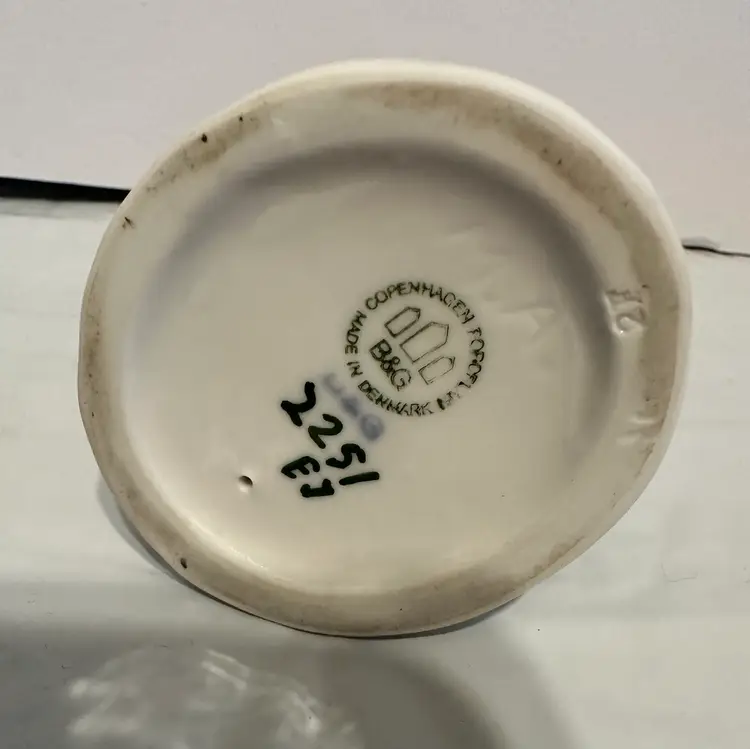 COPENHAGEN PORCELAIN
MADE IN DENMARK
B&G
B&G
2251
EJ